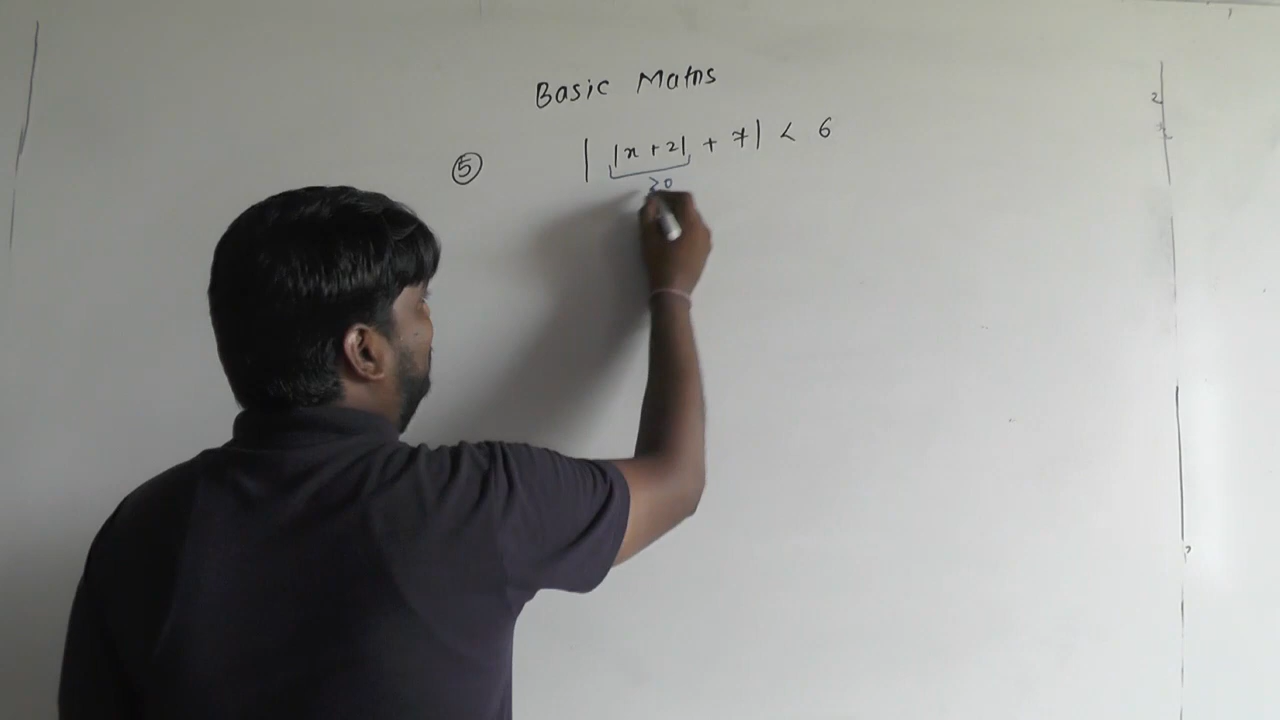 Basic Maths
⑤ | |x + 2| + 7| < 6
≥0